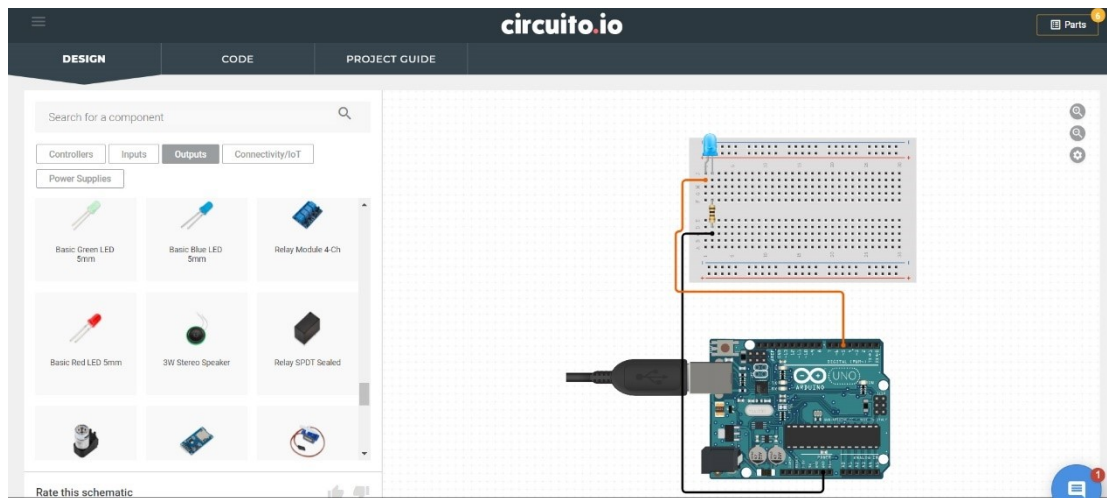 circuito.io
Parts
6
DESIGN
CODE
PROJECT GUIDE
Search for a component
Controllers
Inputs
Outputs
Connectivity/IoT
Power Supplies
Basic Green LED
5mm
Basic Blue LED
5mm
Relay Module 4-Ch
Basic Red LED 5mm
3W Stereo Speaker
Relay SPDT Sealed
UNO
ARDUINO
Rate this schematic
1